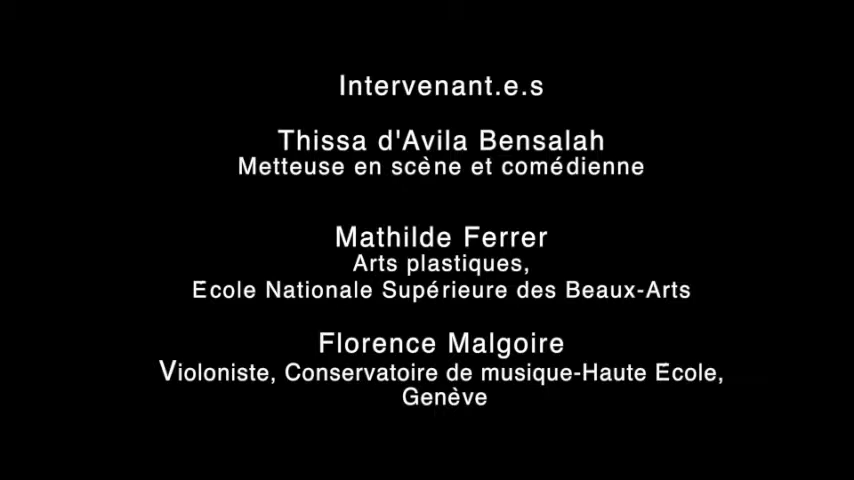 Intervenant.e.s
Thissa d'Avila Bensalah
Metteuse en scène et comédienne
Mathilde Ferrer
Arts plastiques,
Ecole Nationale Supérieure des Beaux-Arts
Florence Malgoire
Violoniste, Conservatoire de musique-Haute Ecole,
Genève